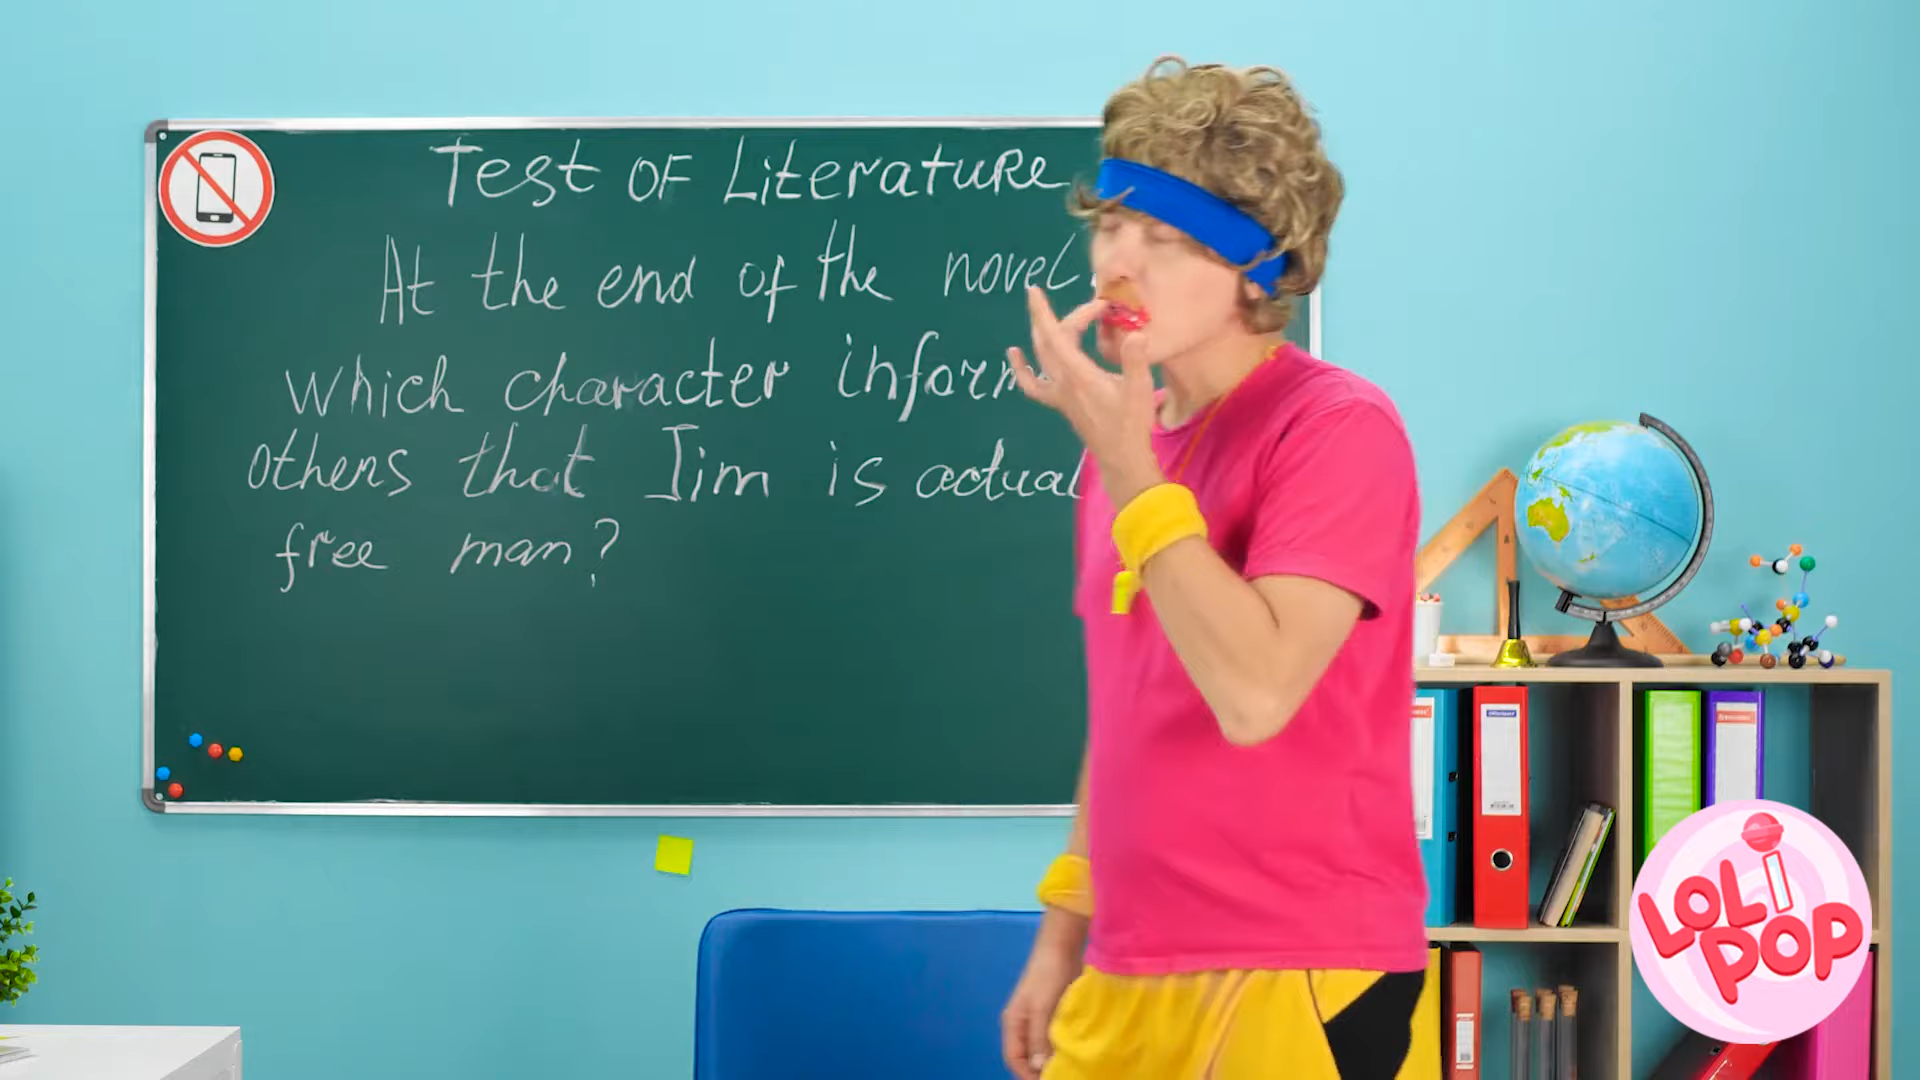 Test of Literature
At the end of the novel
which character inform
others that Jim is actual
free man?
LOLIPOP